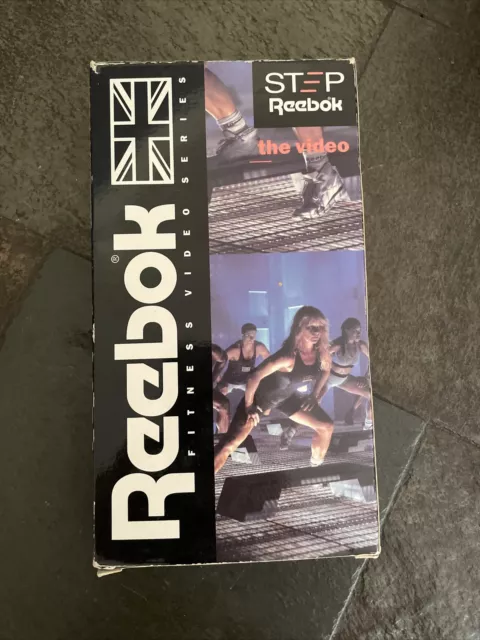 Reebok®
FITNESS VIDEO SERIES
STEP
Reebok
the video